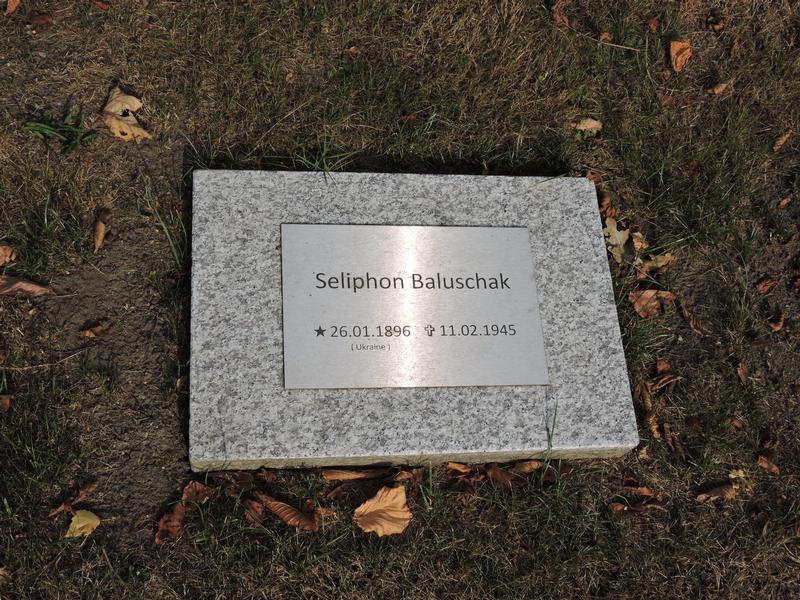 Seliphon Baluschak
★ 26.01.1896 ✞ 11.02.1945
( Ukraine )